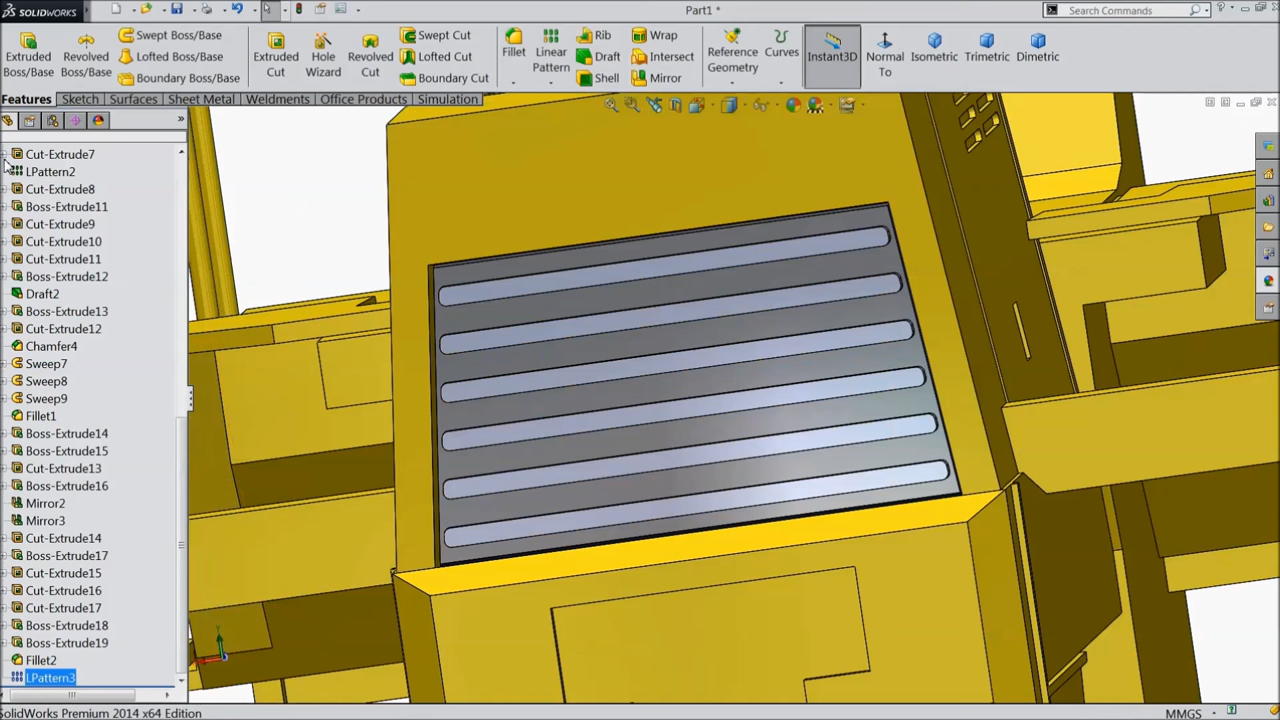 SOLIDWORKS
Part1 *
Search Commands
Extruded Boss/Base
Revolved Boss/Base
Swept Boss/Base
Lofted Boss/Base
Boundary Boss/Base
Extruded Cut
Hole Wizard
Revolved Cut
Swept Cut
Lofted Cut
Boundary Cut
Fillet
Linear Pattern
Rib
Draft
Shell
Wrap
Intersect
Mirror
Reference Geometry
Curves
Instant3D
Normal To
Isometric
Trimetric
Dimetric
Features
Sketch
Surfaces
Sheet Metal
Weldments
Office Products
Simulation
Cut-Extrude7
LPattern2
Cut-Extrude8
Boss-Extrude11
Cut-Extrude9
Cut-Extrude10
Cut-Extrude11
Boss-Extrude12
Draft2
Boss-Extrude13
Cut-Extrude12
Chamfer4
Sweep7
Sweep8
Sweep9
Fillet1
Boss-Extrude14
Boss-Extrude15
Cut-Extrude13
Boss-Extrude16
Mirror2
Mirror3
Cut-Extrude14
Boss-Extrude17
Cut-Extrude15
Cut-Extrude16
Cut-Extrude17
Boss-Extrude18
Boss-Extrude19
Fillet2
LPattern3
Y
SolidWorks Premium 2014 x64 Edition
MMGS